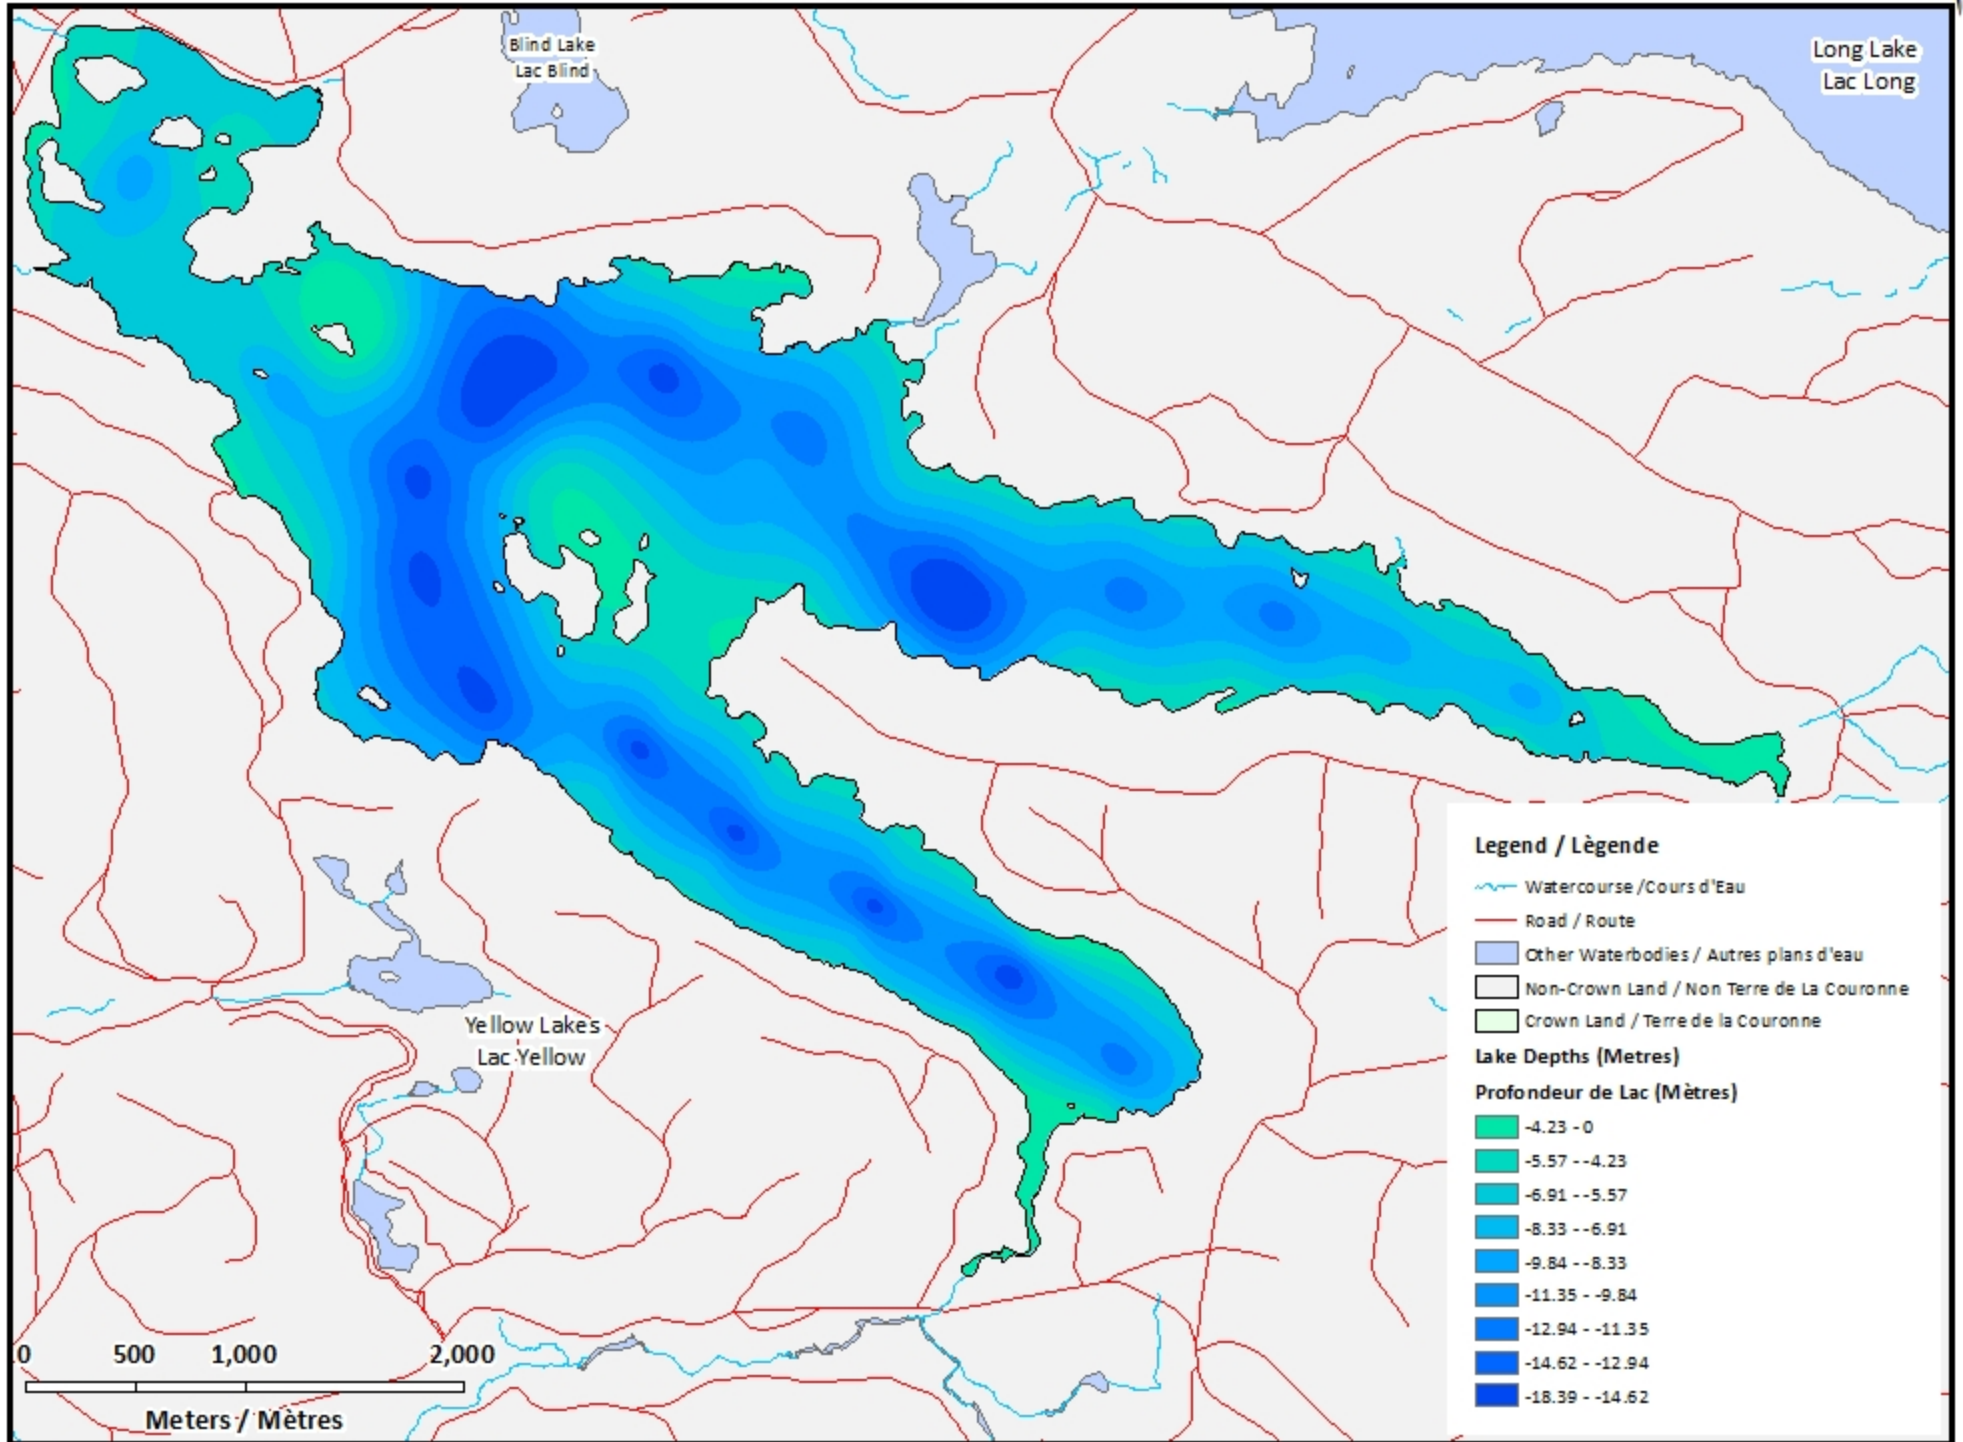 Blind Lake
Lac Blind
Long Lake
Lac Long
Yellow Lakes
Lac Yellow
Legend / Lègende
Watercourse /Cours d'Eau
Road / Route
Other Waterbodies / Autres plans d'eau
Non-Crown Land / Non Terre de La Couronne
Crown Land / Terre de la Couronne
Lake Depths (Metres)
Profondeur de Lac (Mètres)
-4.23 - 0
-5.57 - -4.23
-6.91 - -5.57
-8.33 - -6.91
-9.84 - -8.33
-11.35 - -9.84
-12.94 - -11.35
-14.62 - -12.94
-18.39 - -14.62
0 500 1,000 2,000
Meters / Mètres